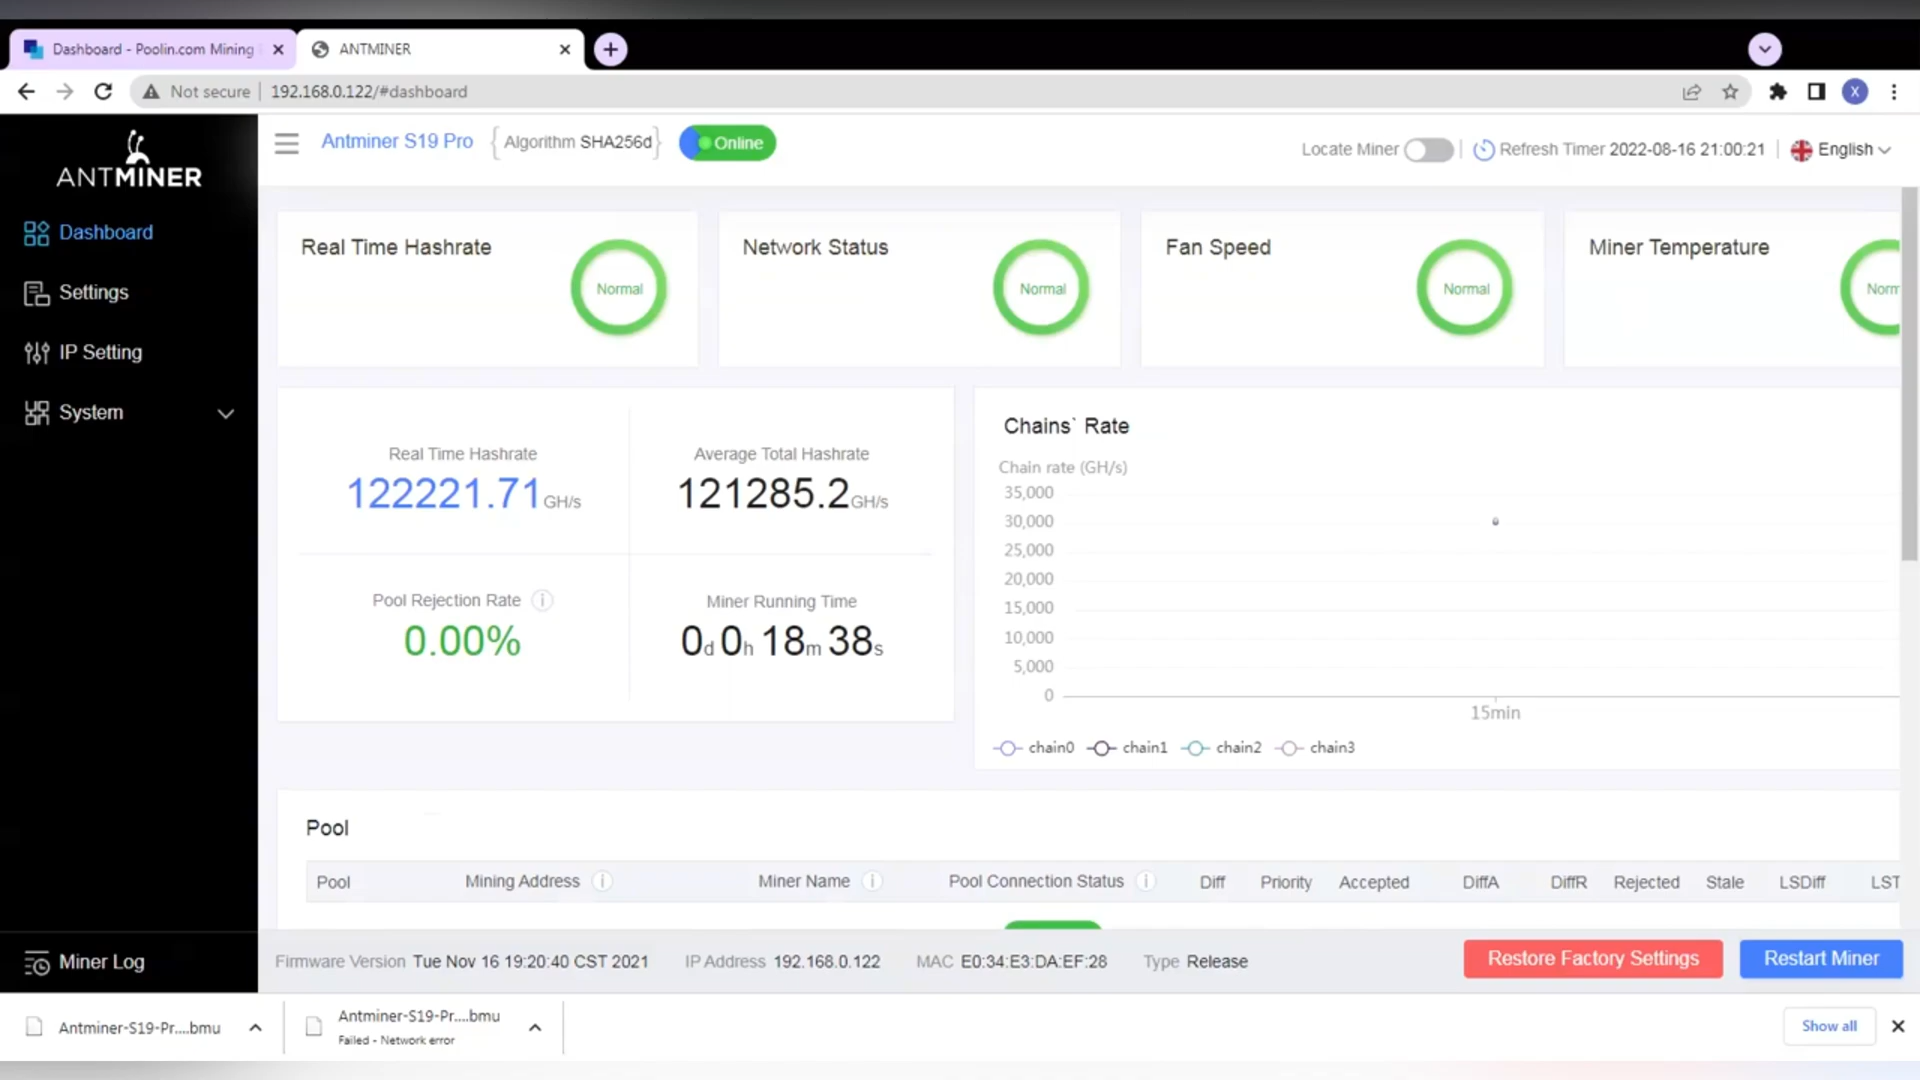 Dashboard - Poolin.com Mining
ANTMINER
Not secure
192.168.0.122/#dashboard
X
ANTMINER
Antminer S19 Pro
Algorithm SHA256d
Online
Locate Miner
Refresh Timer 2022-08-16 21:00:21
English
Dashboard
Settings
IP Setting
System
Real Time Hashrate
Normal
Network Status
Normal
Fan Speed
Normal
Miner Temperature
Norm
Real Time Hashrate
122221.71 GH/s
Average Total Hashrate
121285.2 GH/s
Pool Rejection Rate
0.00%
Miner Running Time
0d 0h 18m 38s
Chains` Rate
Chain rate (GH/s)
35,000
30,000
25,000
20,000
15,000
10,000
5,000
0
15min
chain0 chain1 chain2 chain3
Pool
Pool Mining Address Miner Name Pool Connection Status Diff Priority Accepted DiffA DiffR Rejected Stale LSDiff LST
Miner Log
Firmware Version Tue Nov 16 19:20:40 CST 2021 IP Address 192.168.0.122 MAC E0:34:E3:DA:EF:28 Type Release
Restore Factory Settings
Restart Miner
Antminer-S19-Pr....bmu
Antminer-S19-Pr....bmu
Failed - Network error
Show all